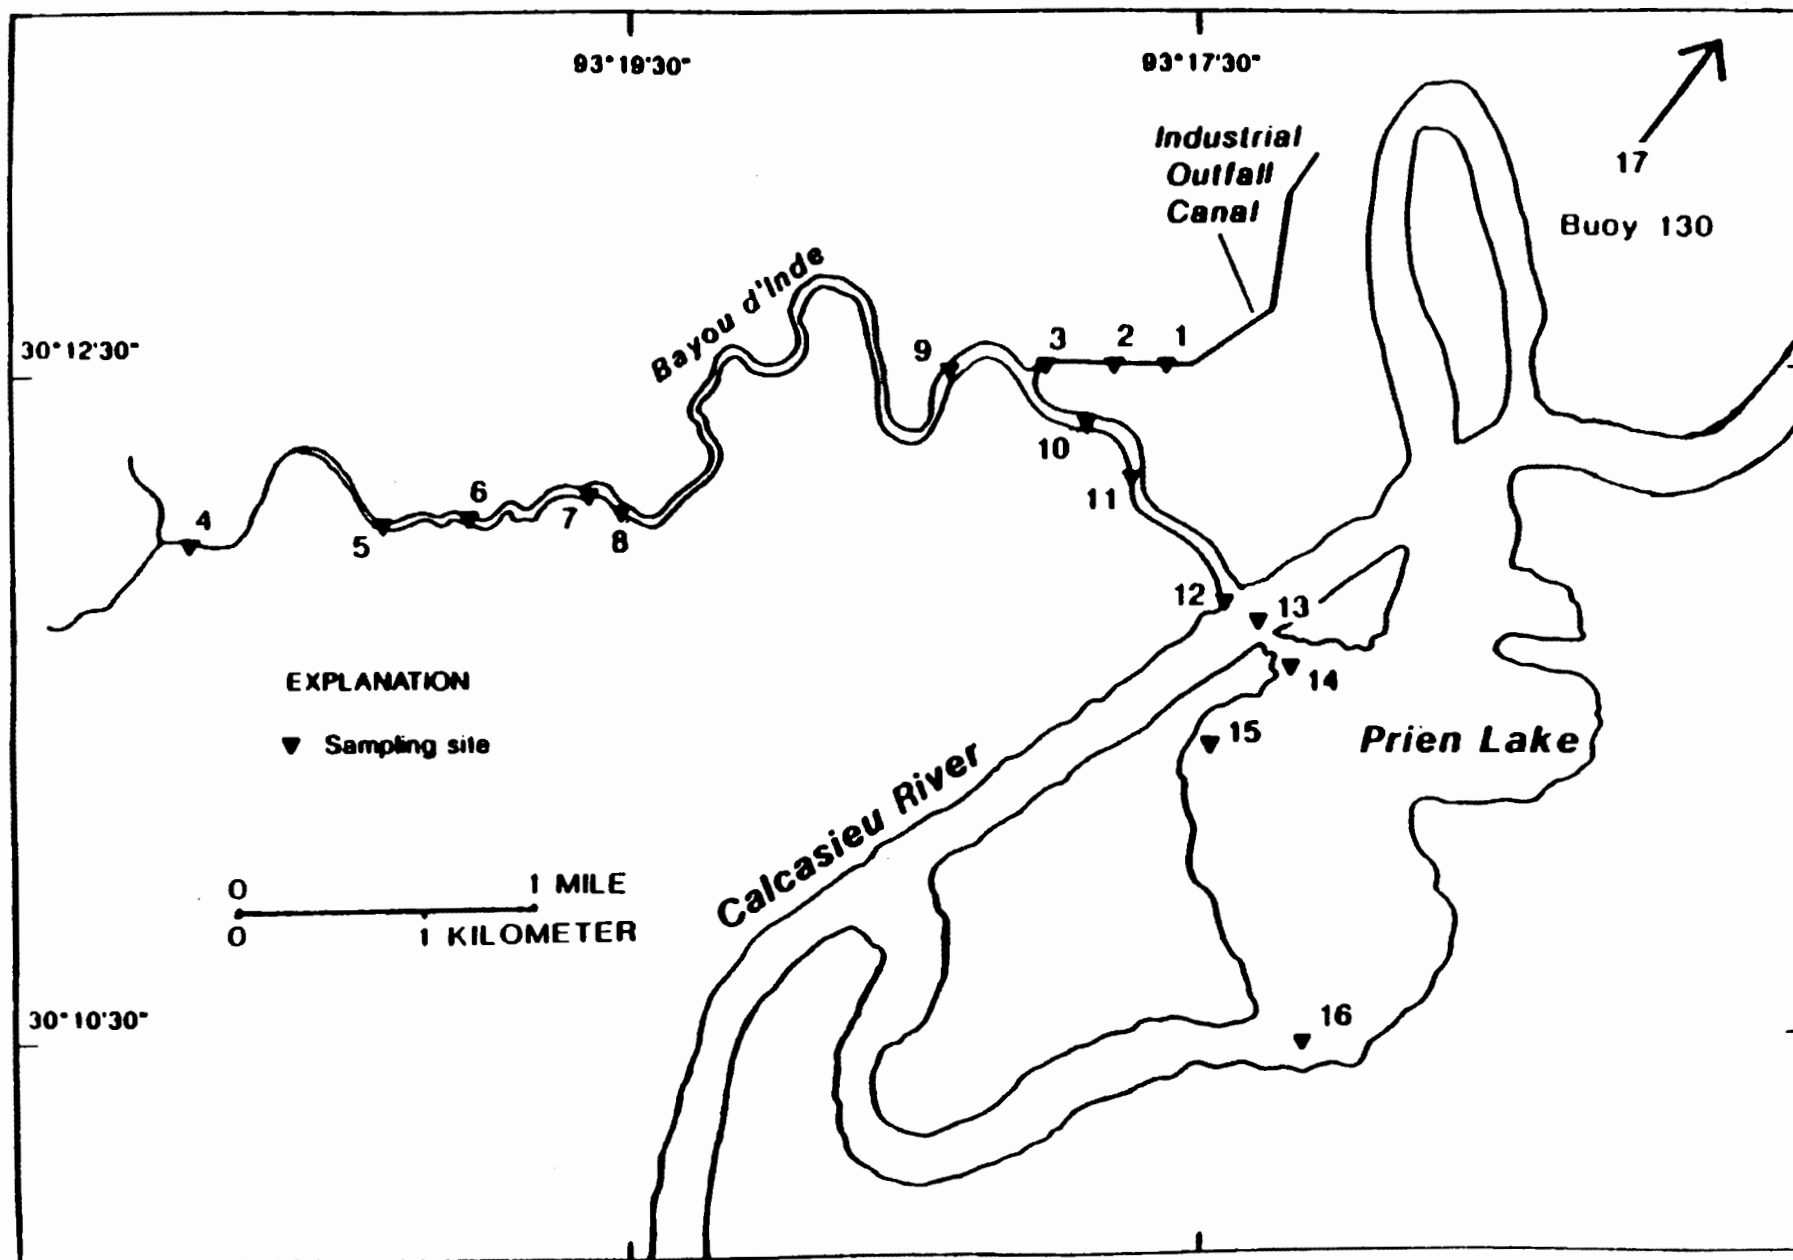 93°19'30"
93°17'30"
Industrial
Outfall
Canal
17
Buoy 130
Bayou d'Inde
30°12'30"
9
3
2
1
10
11
6
4
5
7
8
12
13
14
EXPLANATION
Sampling site
15
Prien Lake
Calcasieu River
0 1 MILE
0 1 KILOMETER
30°10'30"
16